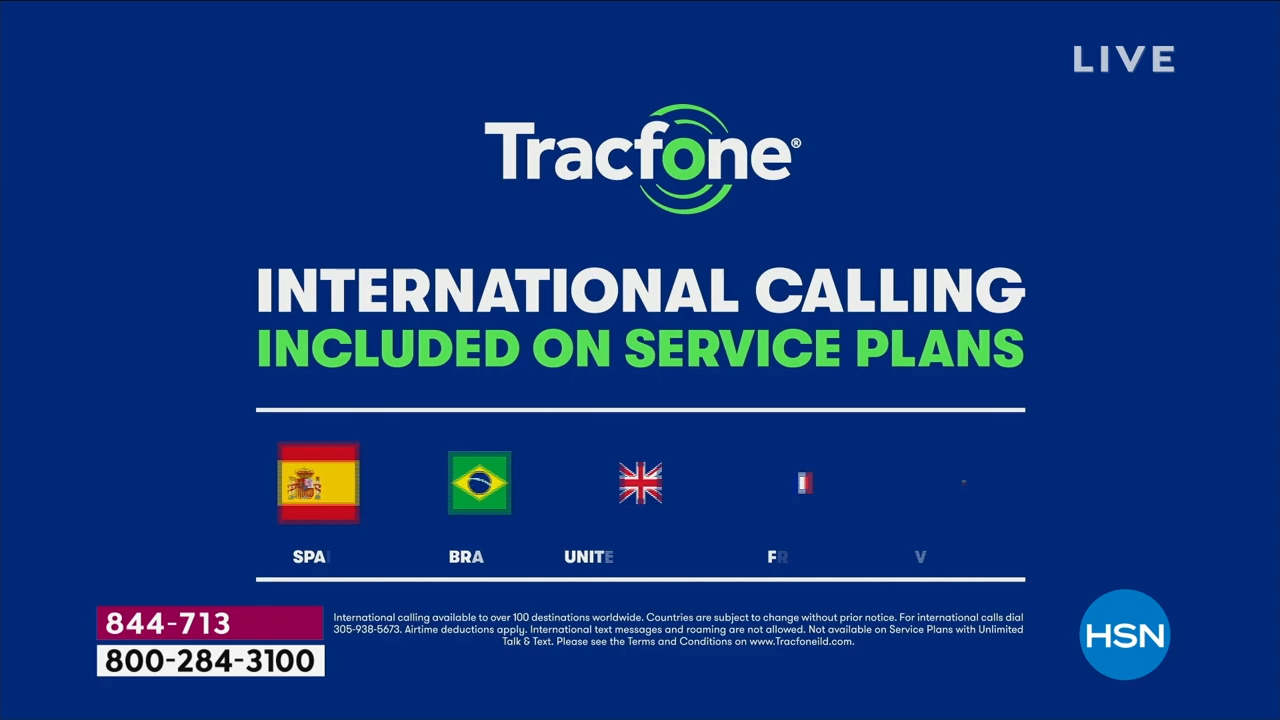 LIVE
Tracfone®
INTERNATIONAL CALLING
INCLUDED ON SERVICE PLANS
SPAI BRA UNITE FR V
844-713
800-284-3100
International calling available to over 100 destinations worldwide. Countries are subject to change without prior notice. For international calls dial
305-938-5673. Airtime deductions apply. International text messages and roaming are not allowed. Not available on Service Plans with Unlimited
Talk & Text. Please see the Terms and Conditions on www.Tracfoneild.com.
HSN